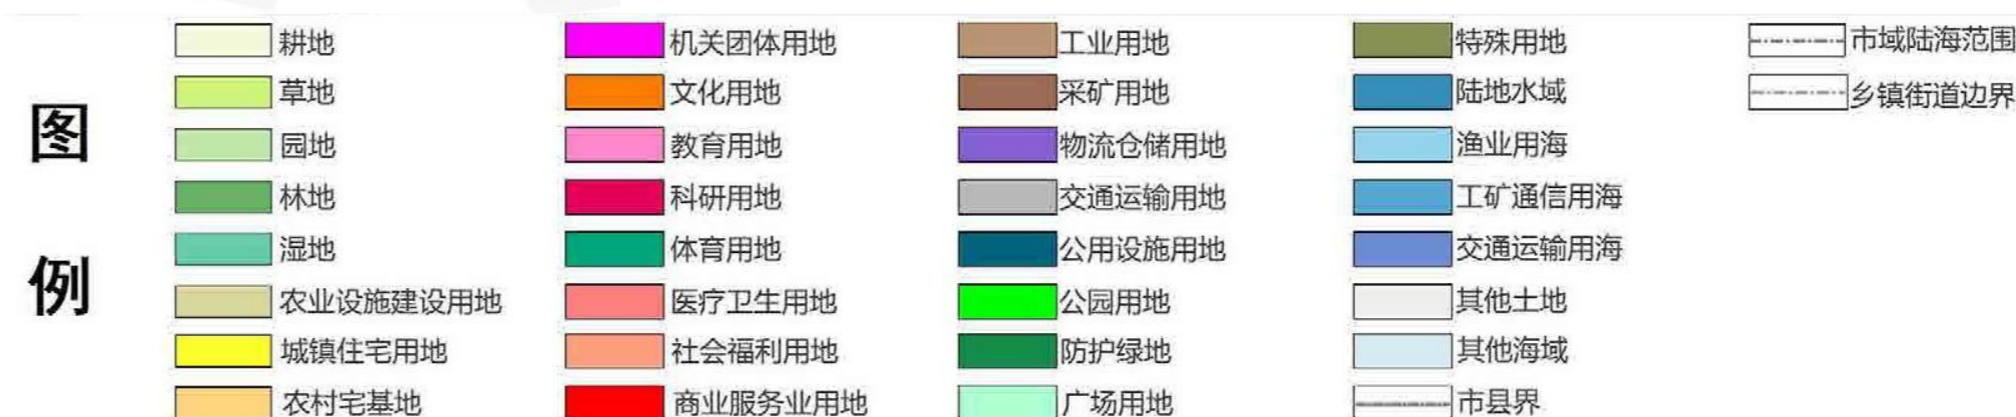 图例
耕地
草地
园地
林地
湿地
农业设施建设用地
城镇住宅用地
农村宅基地
机关团体用地
文化用地
教育用地
科研用地
体育用地
医疗卫生用地
社会福利用地
商业服务业用地
工业用地
采矿用地
物流仓储用地
交通运输用地
公用设施用地
公园用地
防护绿地
广场用地
特殊用地
陆地水域
渔业用海
工矿通信用海
交通运输用海
其他土地
其他海域
市县界
市域陆海范围
乡镇街道边界